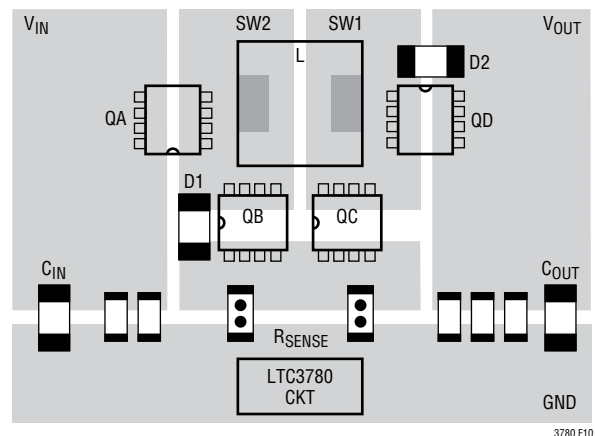 VIN SW2 SW1 VOUT
L
D2
QA QD
D1
QB QC
CIN COUT
RSENSE
LTC3780
CKT
GND
3780 F10